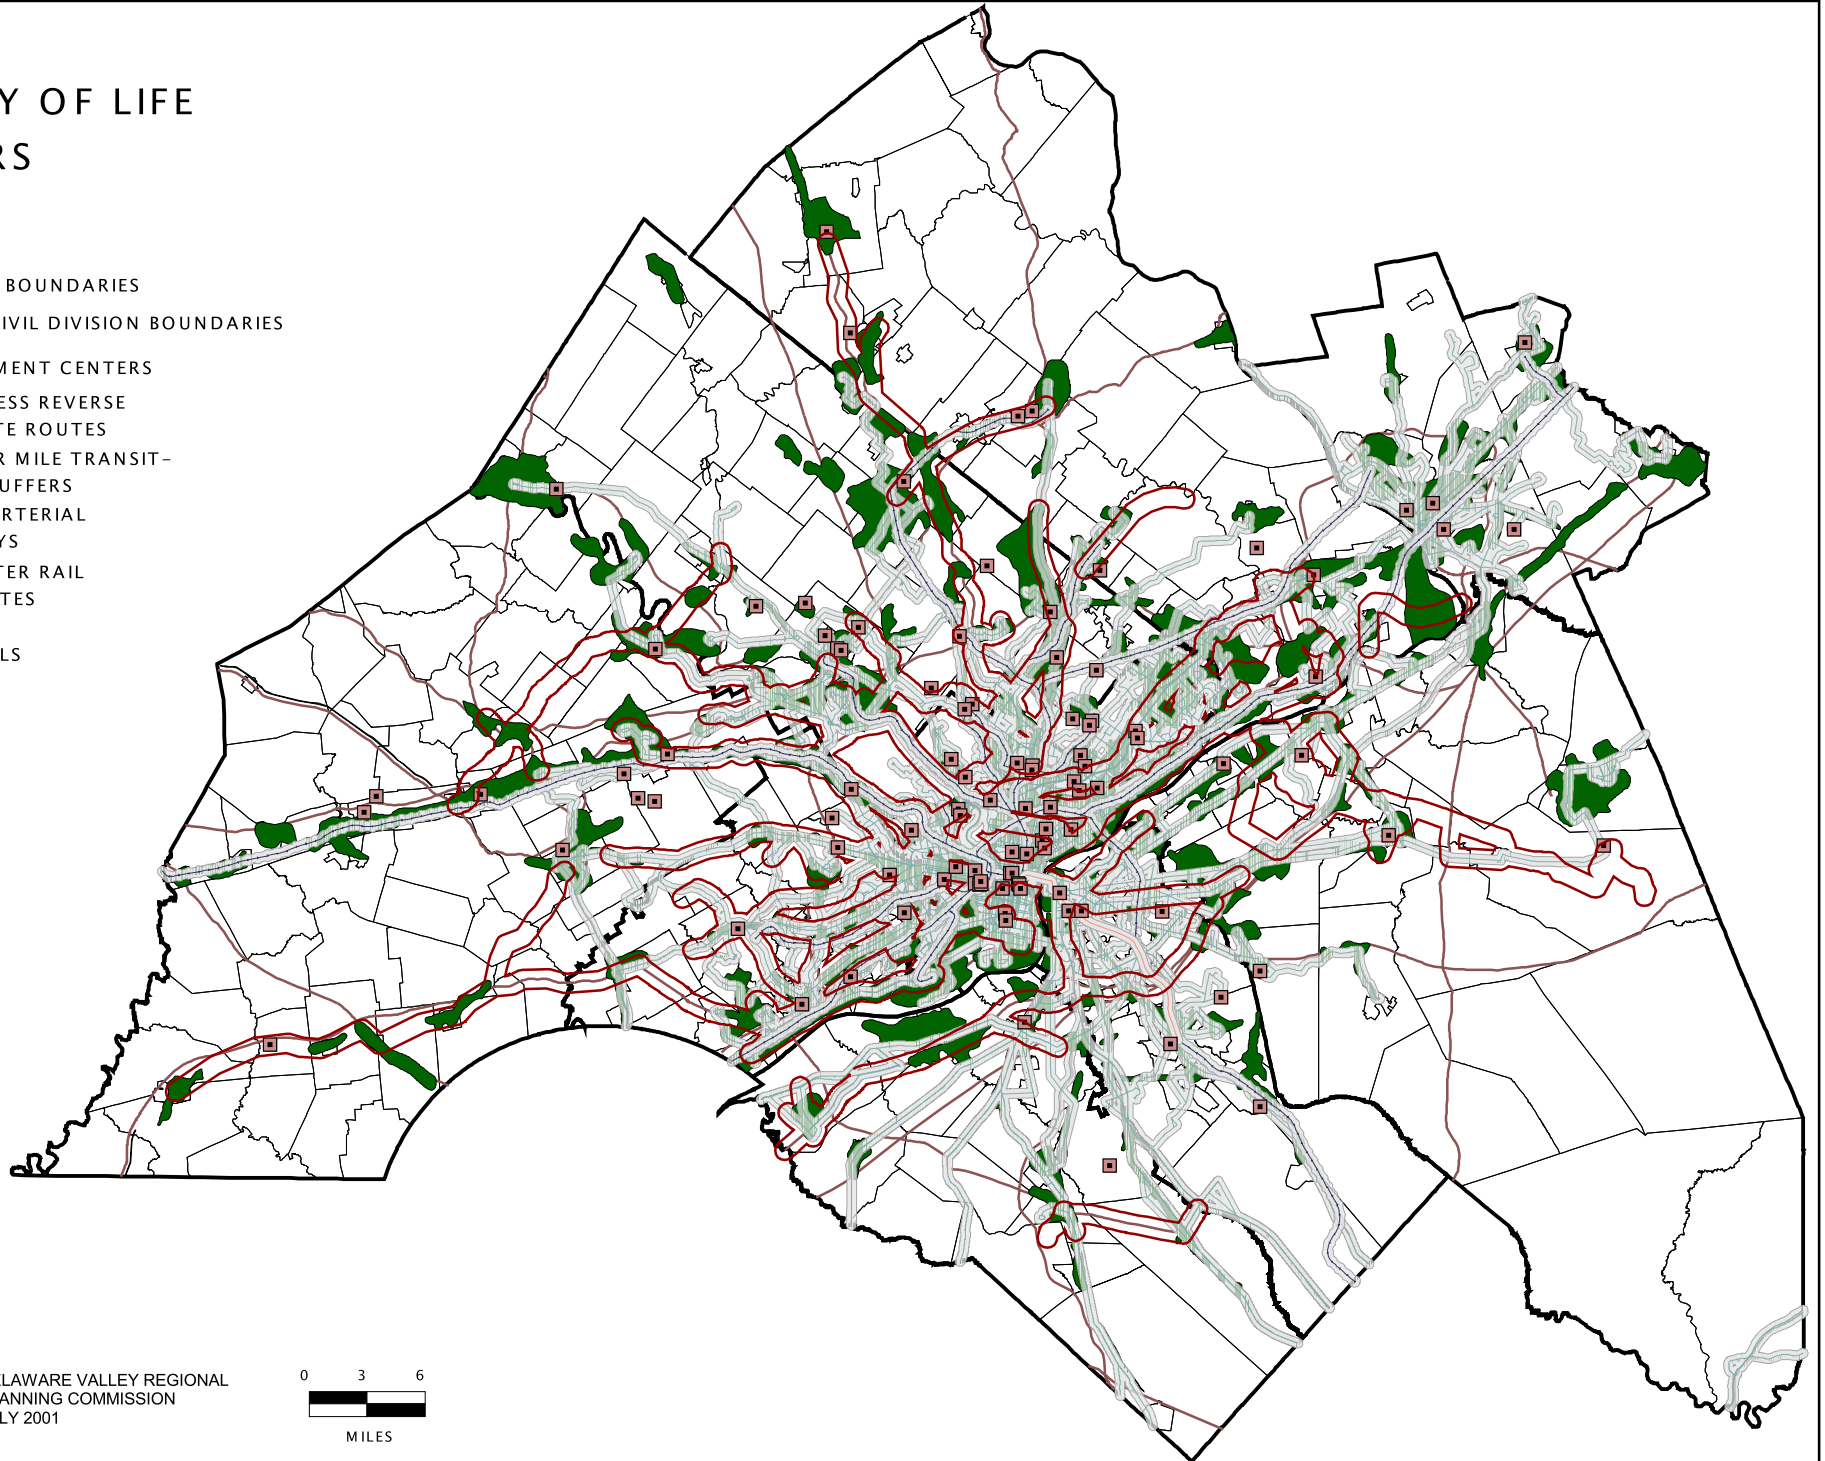 Y OF LIFE
RS
BOUNDARIES
IVIL DIVISION BOUNDARIES
MENT CENTERS
ESS REVERSE
TE ROUTES
R MILE TRANSIT–
UFFERS
RTERIAL
YS
TER RAIL
TES
LS
ELAWARE VALLEY REGIONAL
ANNING COMMISSION
LY 2001
0 3 6
MILES